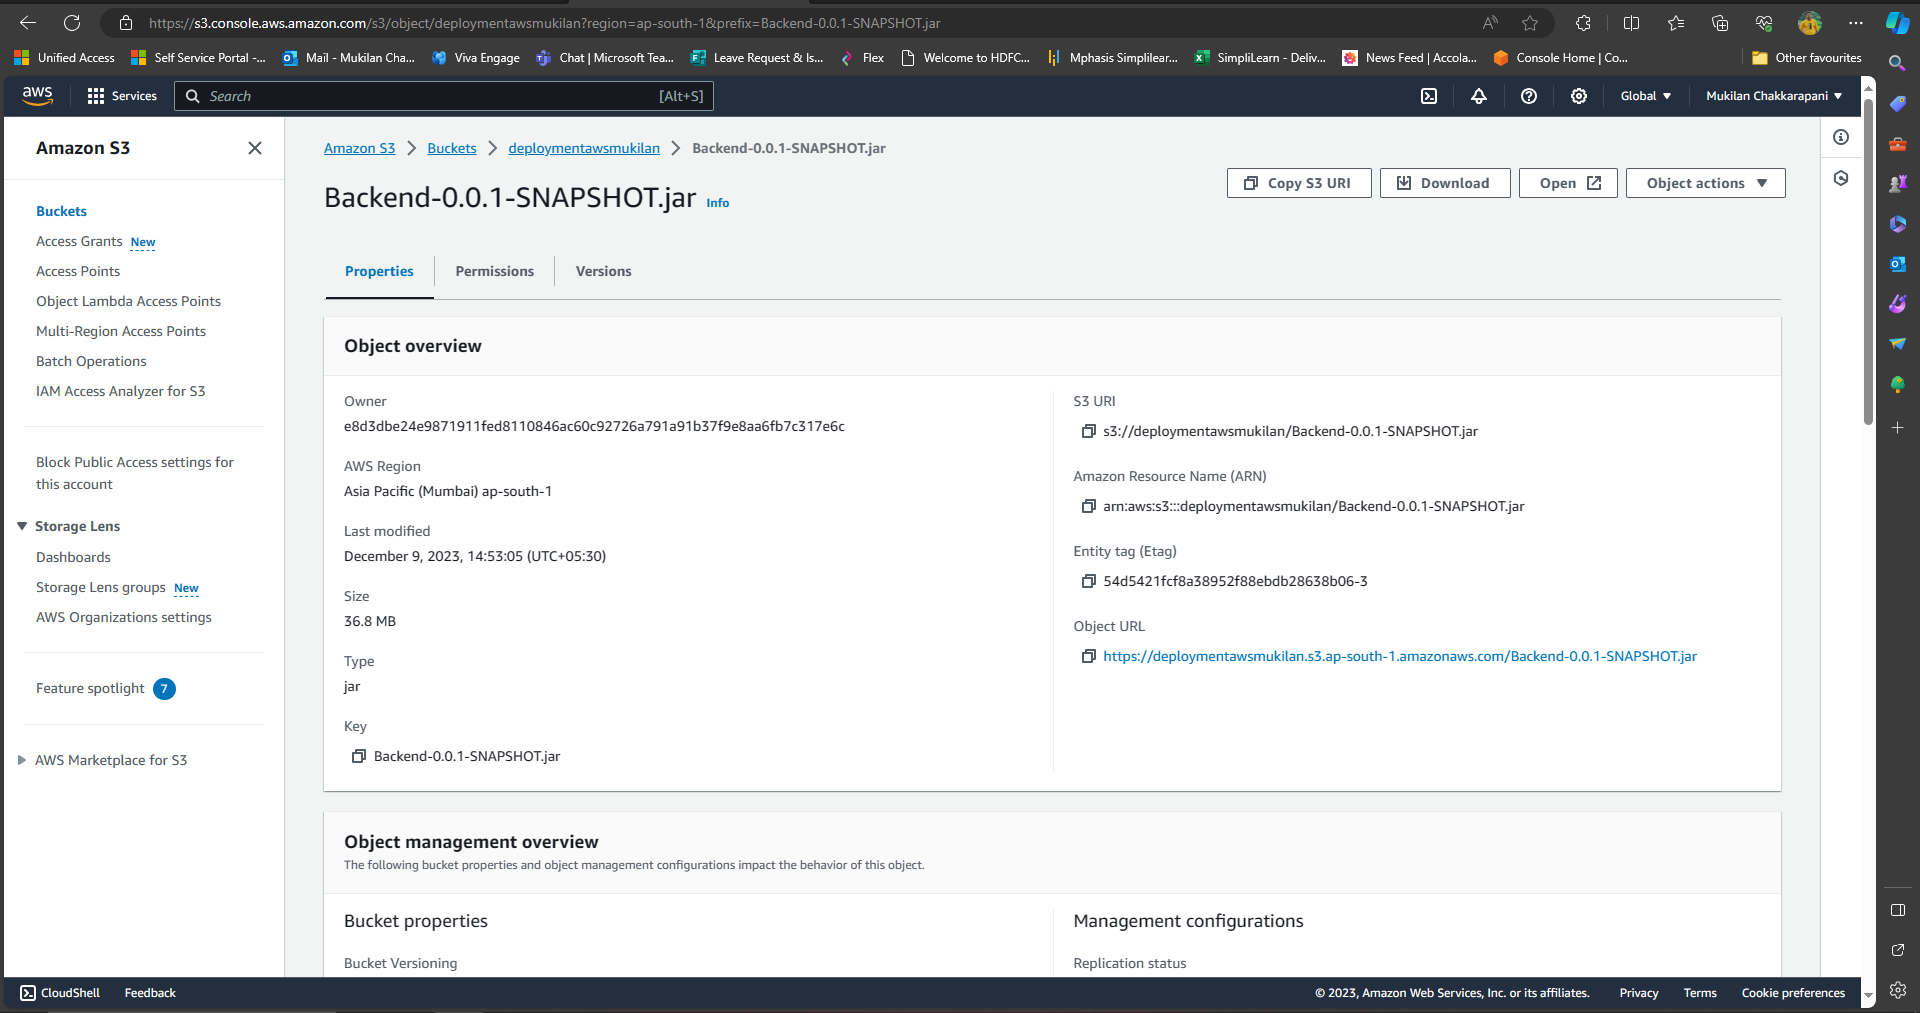 https://s3.console.aws.amazon.com/s3/object/deploymentawsmukilan?region=ap-south-1&prefix=Backend-0.0.1-SNAPSHOT.jar
Unified Access
Self Service Portal -...
Mail - Mukilan Cha...
Viva Engage
Chat | Microsoft Tea...
Leave Request & Is...
Flex
Welcome to HDFC...
Mphasis Simplilear...
SimpliLearn - Deliv...
News Feed | Accola...
Console Home | Co...
Other favourites
aws
Services
Search
[Alt+S]
Global
Mukilan Chakkarapani
Amazon S3
Buckets
Access Grants New
Access Points
Object Lambda Access Points
Multi-Region Access Points
Batch Operations
IAM Access Analyzer for S3
Block Public Access settings for
this account
Storage Lens
Dashboards
Storage Lens groups New
AWS Organizations settings
Feature spotlight 7
AWS Marketplace for S3
Amazon S3 > Buckets > deploymentawsmukilan > Backend-0.0.1-SNAPSHOT.jar
Backend-0.0.1-SNAPSHOT.jar Info
Copy S3 URI
Download
Open
Object actions
Properties
Permissions
Versions
Object overview
Owner
e8d3dbe24e9871911fed8110846ac60c92726a791a91b37f9e8aa6fb7c317e6c
AWS Region
Asia Pacific (Mumbai) ap-south-1
Last modified
December 9, 2023, 14:53:05 (UTC+05:30)
Size
36.8 MB
Type
jar
Key
Backend-0.0.1-SNAPSHOT.jar
S3 URI
s3://deploymentawsmukilan/Backend-0.0.1-SNAPSHOT.jar
Amazon Resource Name (ARN)
arn:aws:s3:::deploymentawsmukilan/Backend-0.0.1-SNAPSHOT.jar
Entity tag (Etag)
54d5421fcf8a38952f88ebdb28638b06-3
Object URL
https://deploymentawsmukilan.s3.ap-south-1.amazonaws.com/Backend-0.0.1-SNAPSHOT.jar
Object management overview
The following bucket properties and object management configurations impact the behavior of this object.
Bucket properties
Bucket Versioning
Management configurations
Replication status
CloudShell
Feedback
© 2023, Amazon Web Services, Inc. or its affiliates.
Privacy
Terms
Cookie preferences